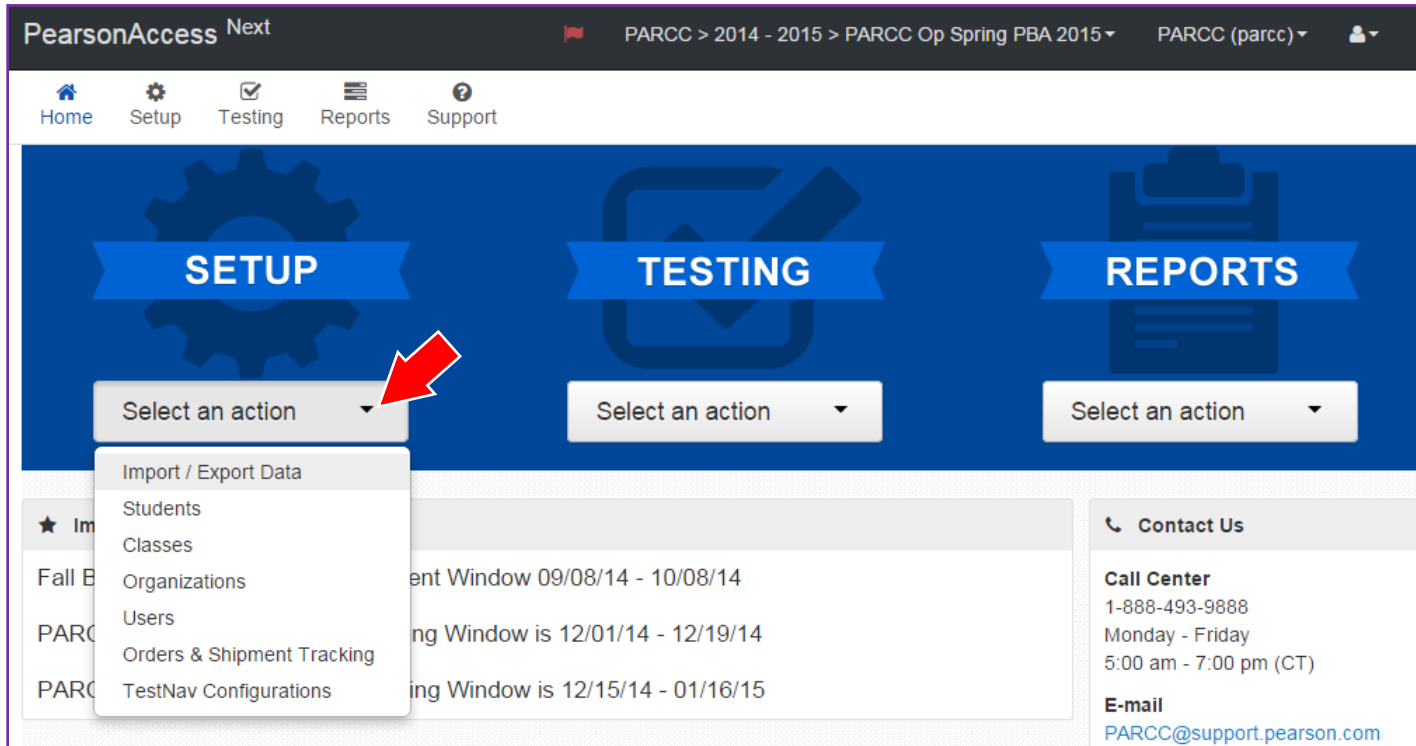 PearsonAccess Next PARCC > 2014 - 2015 > PARCC Op Spring PBA 2015 PARCC (parcc)
Home Setup Testing Reports Support
SETUP TESTING REPORTS
Select an action Select an action Select an action
Import / Export Data
Students
Classes
Organizations
Users
Orders & Shipment Tracking
TestNav Configurations
Im
Fall B ent Window 09/08/14 - 10/08/14
PARC ng Window is 12/01/14 - 12/19/14
PARC ing Window is 12/15/14 - 01/16/15
Contact Us
Call Center
1-888-493-9888
Monday - Friday
5:00 am - 7:00 pm (CT)
E-mail
PARCC@support.pearson.com